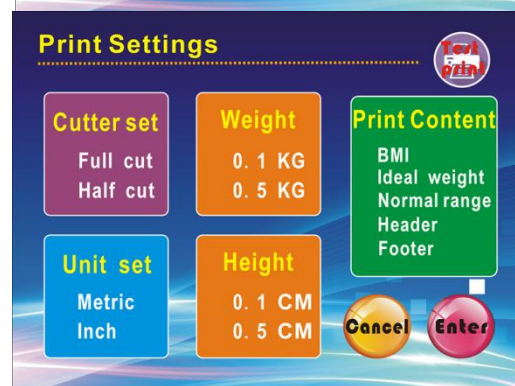 Print Settings
Test
print
Cutter set
Full cut
Half cut
Weight
0.1 KG
0.5 KG
Print Content
BMI
Ideal weight
Normal range
Header
Footer
Unit set
Metric
Inch
Height
0.1 CM
0.5 CM
Cancel
Enter